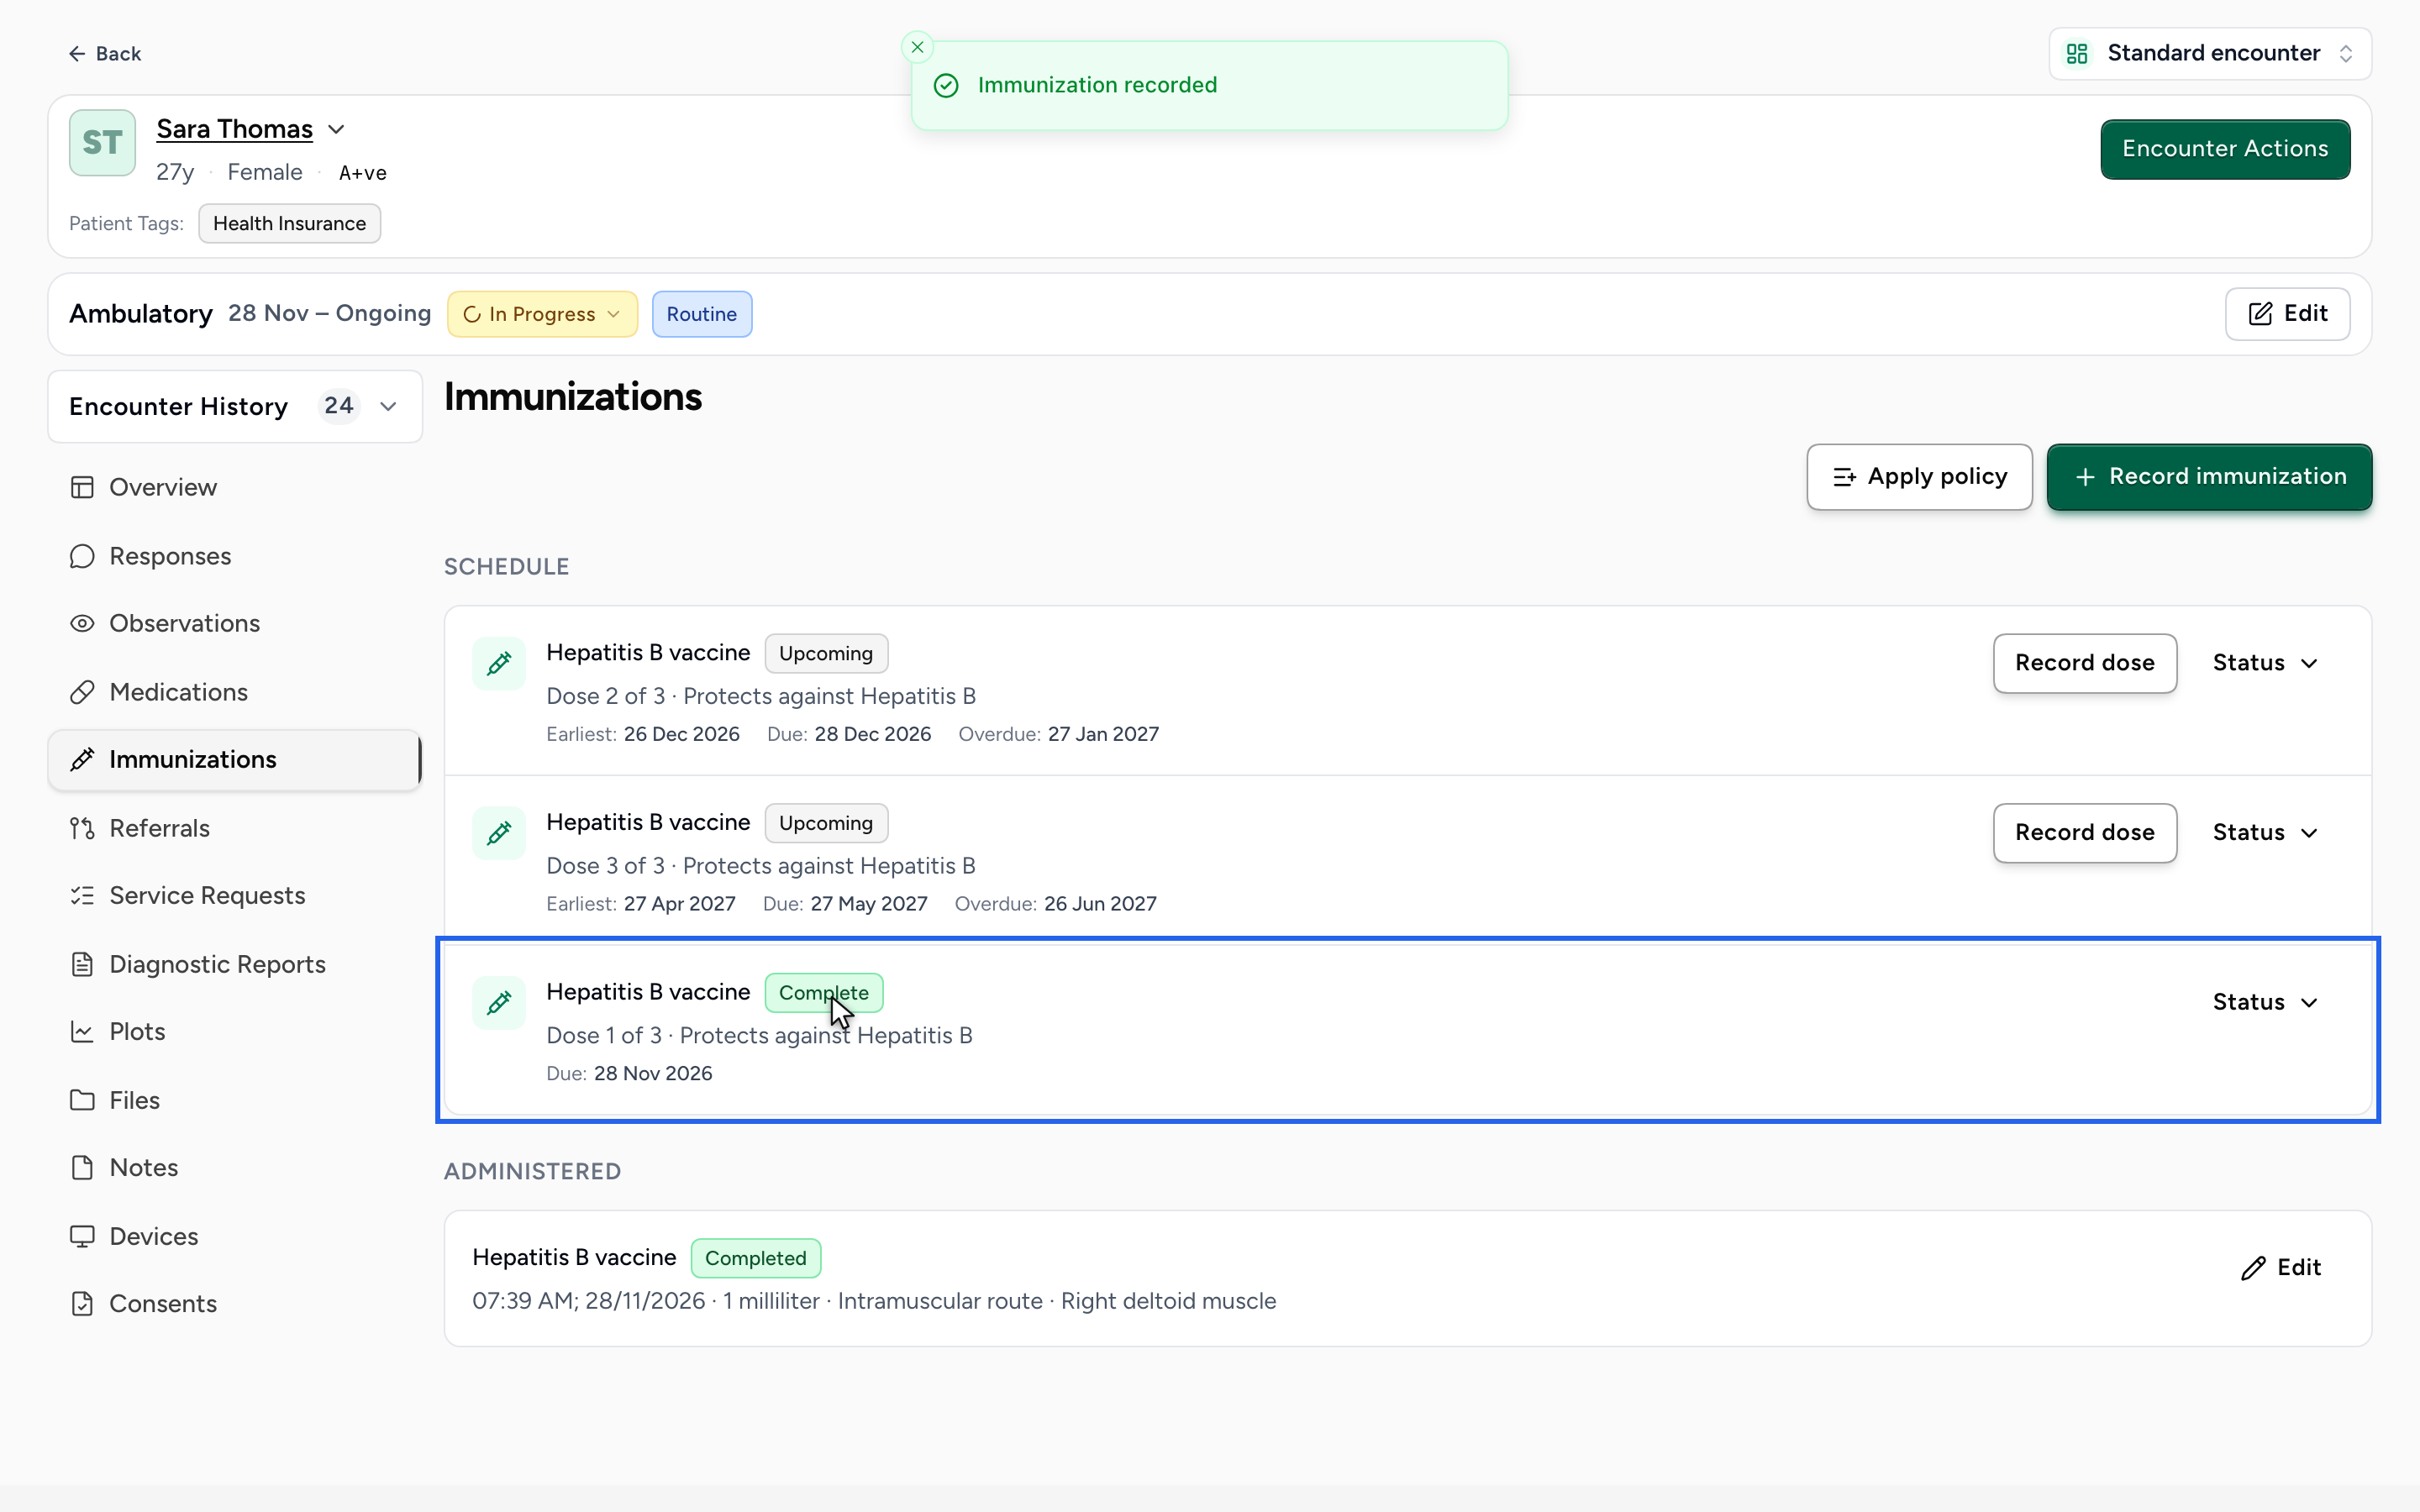 Back
Immunization recorded
Standard encounter
ST
Sara Thomas
27y · Female · A+ve
Encounter Actions
Patient Tags: Health Insurance
Ambulatory 28 Nov – Ongoing In Progress Routine
Edit
Encounter History 24
Overview
Responses
Observations
Medications
Immunizations
Referrals
Service Requests
Diagnostic Reports
Plots
Files
Notes
Devices
Consents
Immunizations
Apply policy
Record immunization
SCHEDULE
Hepatitis B vaccine Upcoming
Dose 2 of 3 · Protects against Hepatitis B
Earliest: 26 Dec 2026 Due: 28 Dec 2026 Overdue: 27 Jan 2027
Record dose
Status
Hepatitis B vaccine Upcoming
Dose 3 of 3 · Protects against Hepatitis B
Earliest: 27 Apr 2027 Due: 27 May 2027 Overdue: 26 Jun 2027
Record dose
Status
Hepatitis B vaccine Complete
Dose 1 of 3 · Protects against Hepatitis B
Due: 28 Nov 2026
Status
ADMINISTERED
Hepatitis B vaccine Completed
07:39 AM; 28/11/2026 · 1 milliliter · Intramuscular route · Right deltoid muscle
Edit